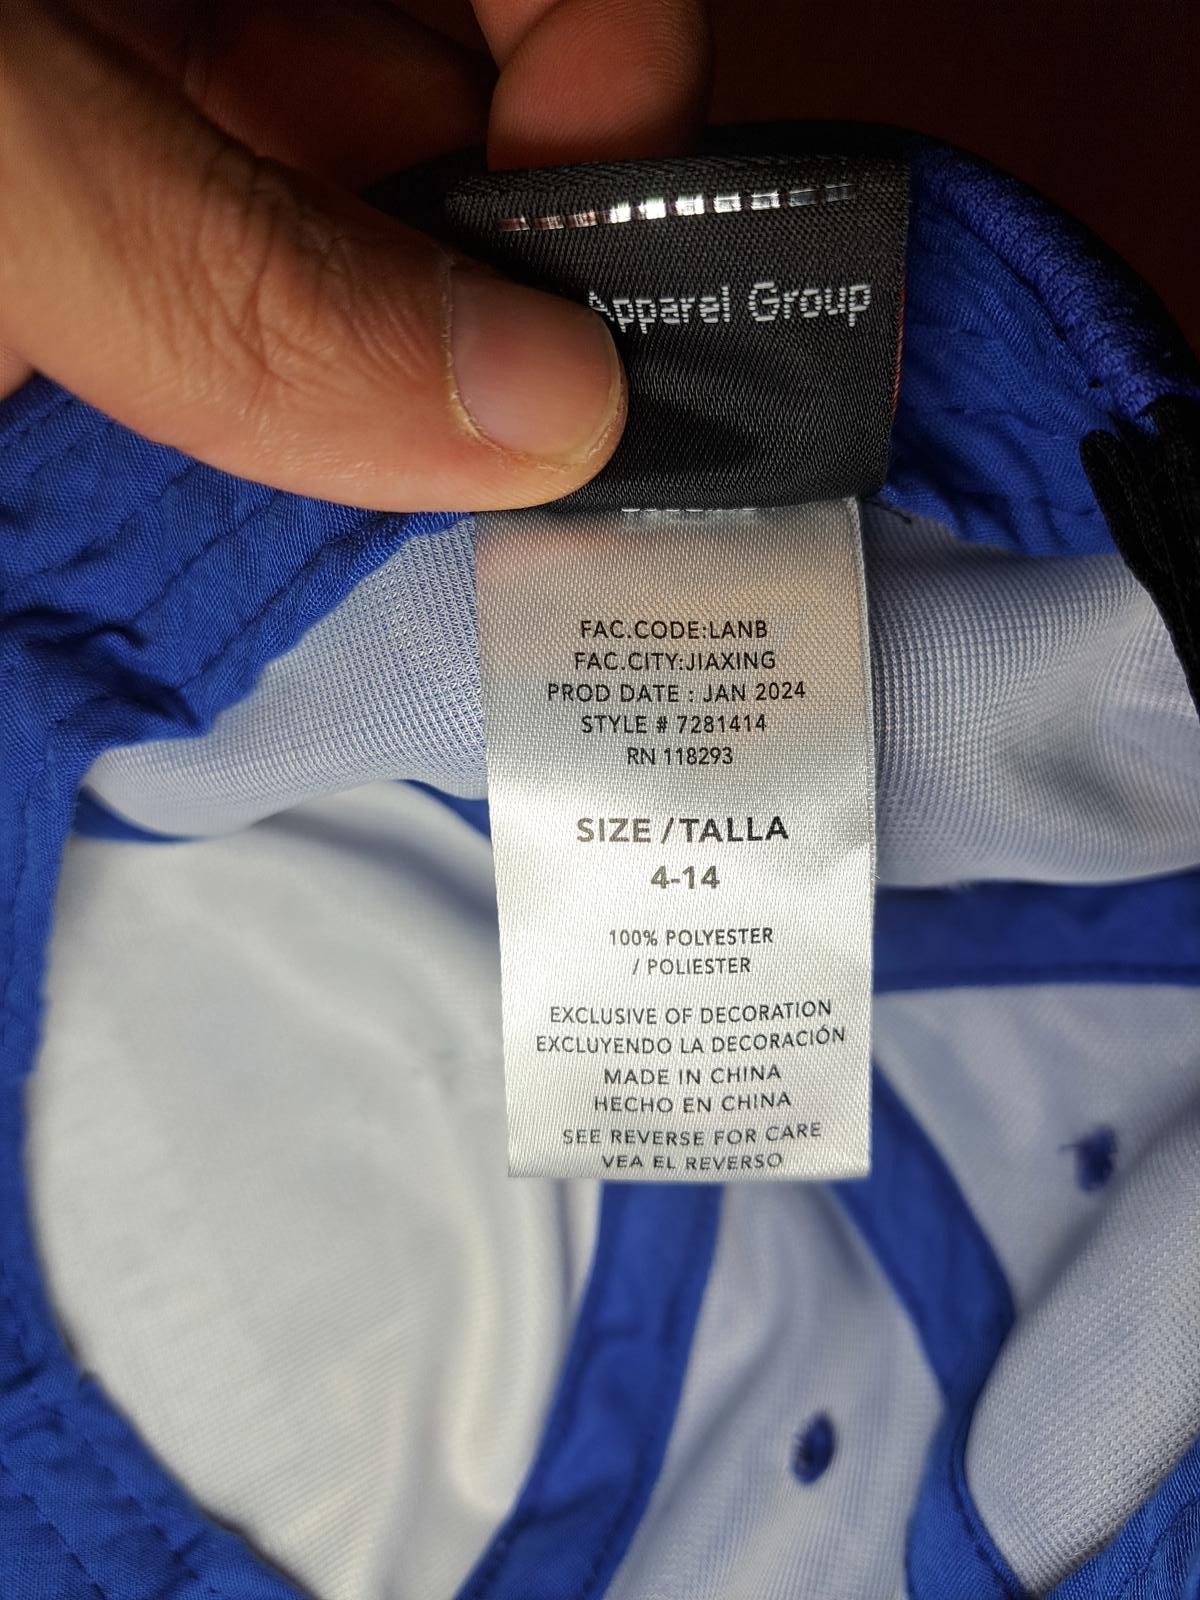 Apparel Group
FAC.CODE:LANB
FAC.CITY:JIAXING
PROD DATE : JAN 2024
STYLE # 7281414
RN 118293
SIZE/TALLA
4-14
100% POLYESTER
/ POLIESTER
EXCLUSIVE OF DECORATION
EXCLUYENDO LA DECORACIÓN
MADE IN CHINA
HECHO EN CHINA
SEE REVERSE FOR CARE
VEA EL REVERSO